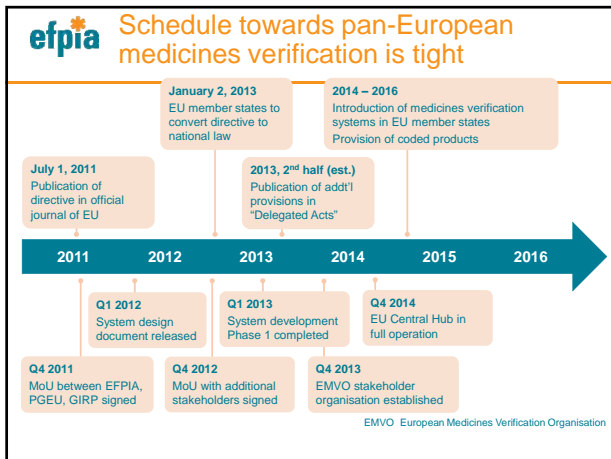 efpia
Schedule towards pan-European
medicines verification is tight
January 2, 2013
EU member states to
convert directive to
national law
2014 – 2016
Introduction of medicines verification
systems in EU member states
Provision of coded products
July 1, 2011
Publication of
directive in official
journal of EU
2013, 2nd half (est.)
Publication of addt'l
provisions in
"Delegated Acts"
2011 2012 2013 2014 2015 2016
Q1 2012
System design
document released
Q1 2013
System development
Phase 1 completed
Q4 2014
EU Central Hub in
full operation
Q4 2011
MoU between EFPIA,
PGEU, GIRP signed
Q4 2012
MoU with additional
stakeholders signed
Q4 2013
EMVO stakeholder
organisation established
EMVO European Medicines Verification Organisation